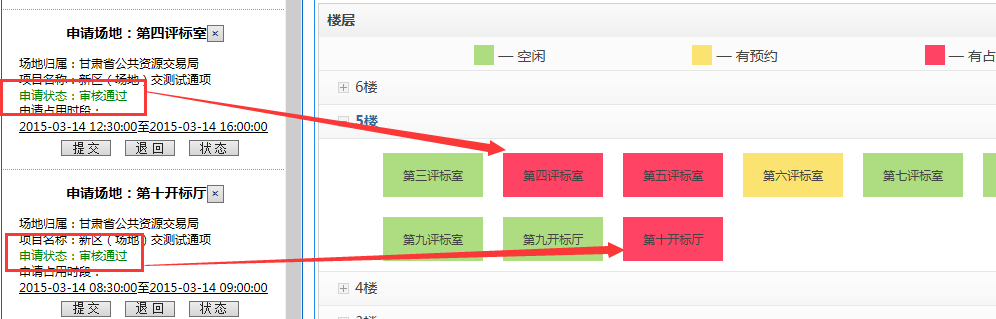 申请场地：第四评标室
场地归属：甘肃省公共资源交易局
项目名称：新区（场地）交测试通项
申请状态：审核通过
申请占用时段：
2015-03-14 12:30:00至2015-03-14 16:00:00
提 交 退 回 状 态
申请场地：第十开标厅
场地归属：甘肃省公共资源交易局
项目名称：新区（场地）交测试通项
申请状态：审核通过
申请占用时段：
2015-03-14 08:30:00至2015-03-14 09:00:00
提 交 退 回 状 态
楼层
— 空闲 — 有预约 — 有占
6楼
5楼
第三评标室 第四评标室 第五评标室 第六评标室 第七评标室
第九评标室 第九开标厅 第十开标厅
4楼